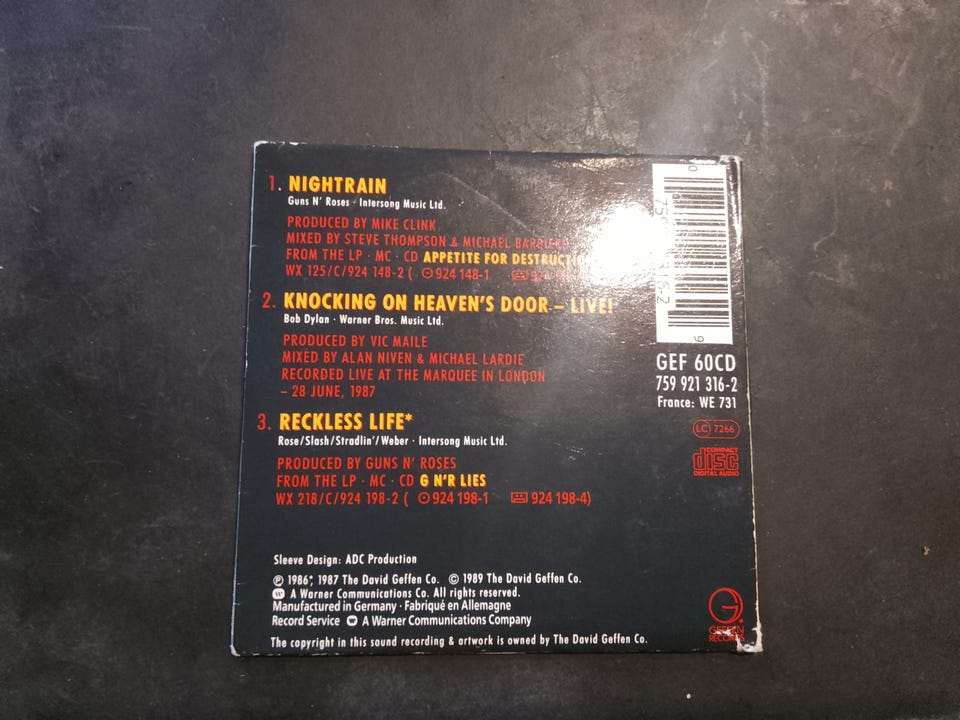 1. NIGHTRAIN
Guns N' Roses · Intersong Music Ltd.
PRODUCED BY MIKE CLINK
MIXED BY STEVE THOMPSON & MICHAEL
FROM THE LP · MC · CD APPETITE FOR
WX 125/C/924 148-2 ( 924 148-1
2. KNOCKING ON HEAVEN'S DOOR – LIVE!
Bob Dylan · Warner Bros. Music Ltd.
PRODUCED BY VIC MAILE
MIXED BY ALAN NIVEN & MICHAEL LARDIE
RECORDED LIVE AT THE MARQUEE IN LONDON
– 28 JUNE, 1987
3. RECKLESS LIFE*
Rose/Slash/Stradlin'/Weber · Intersong Music Ltd.
PRODUCED BY GUNS N' ROSES
FROM THE LP · MC · CD G N'R LIES
WX 218/C/924 198-2 ( 924 198-1 924 198-4)
Sleeve Design: ADC Production
℗ 1986*, 1987 The David Geffen Co. © 1989 The David Geffen Co.
A Warner Communications Co. All rights reserved.
Manufactured in Germany · Fabriqué en Allemagne
Record Service A Warner Communications Company
The copyright in this sound recording & artwork is owned by The David Geffen Co.
GEF 60CD
759 921 316-2
France: WE 731
LC 7266
COMPACT
disc
DIGITAL AUDIO
GEFFEN
RECORDS